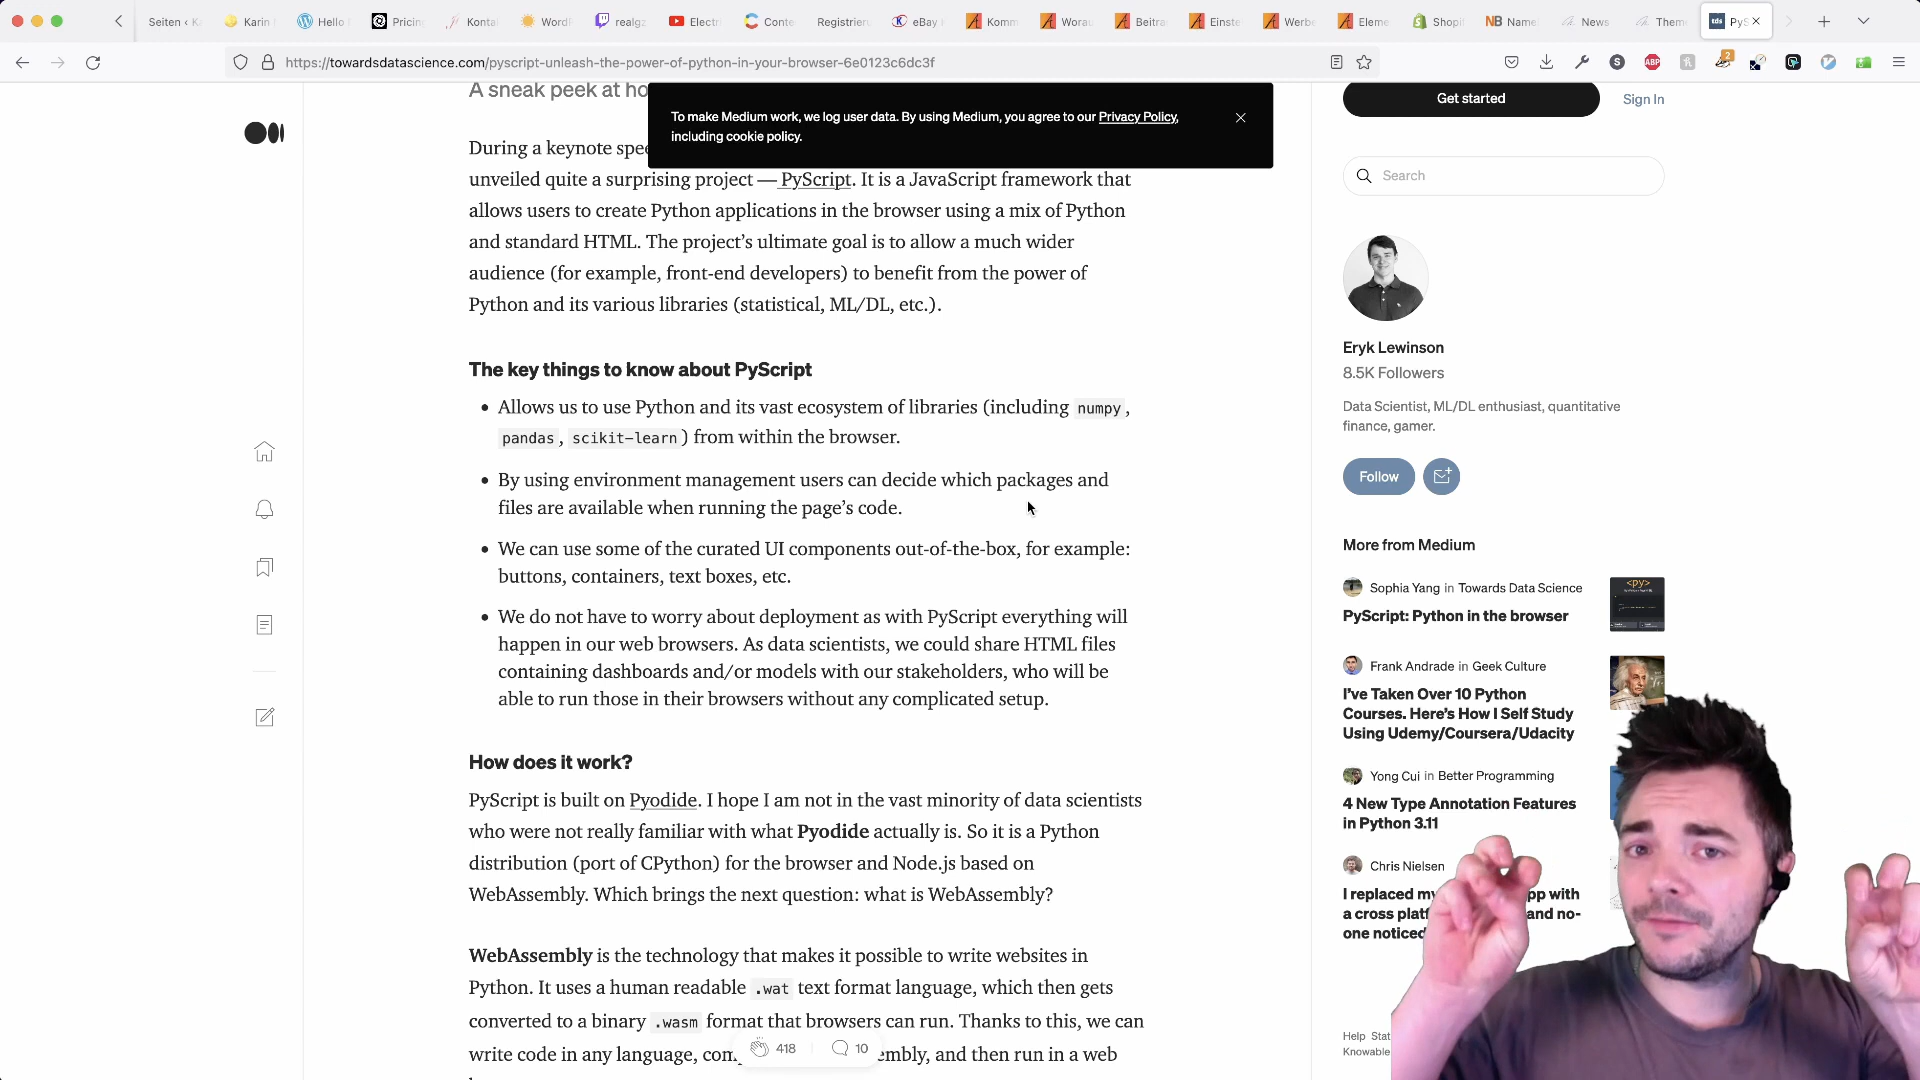 Seiten ‹ K
Karin
Hello
Pricin
Konta
Word
realg
Electr
Conte
Registrier
eBay
Komm
Worau
Beitra
Einste
Werbe
Eleme
Shopi
NB Name
News
Them
tds PyS
https://towardsdatascience.com/pyscript-unleash-the-power-of-python-in-your-browser-6e0123c6dc3f
2
S
ABP
A sneak peek at ho
To make Medium work, we log user data. By using Medium, you agree to our Privacy Policy,
including cookie policy.
During a keynote spee
unveiled quite a surprising project — PyScript. It is a JavaScript framework that
allows users to create Python applications in the browser using a mix of Python
and standard HTML. The project's ultimate goal is to allow a much wider
audience (for example, front-end developers) to benefit from the power of
Python and its various libraries (statistical, ML/DL, etc.).
The key things to know about PyScript
• Allows us to use Python and its vast ecosystem of libraries (including numpy,
pandas, scikit-learn) from within the browser.
• By using environment management users can decide which packages and
files are available when running the page's code.
• We can use some of the curated UI components out-of-the-box, for example:
buttons, containers, text boxes, etc.
• We do not have to worry about deployment as with PyScript everything will
happen in our web browsers. As data scientists, we could share HTML files
containing dashboards and/or models with our stakeholders, who will be
able to run those in their browsers without any complicated setup.
How does it work?
PyScript is built on Pyodide. I hope I am not in the vast minority of data scientists
who were not really familiar with what Pyodide actually is. So it is a Python
distribution (port of CPython) for the browser and Node.js based on
WebAssembly. Which brings the next question: what is WebAssembly?
WebAssembly is the technology that makes it possible to write websites in
Python. It uses a human readable .wat text format language, which then gets
converted to a binary .wasm format that browsers can run. Thanks to this, we can
write code in any language, com embly, and then run in a web
418
10
Get started
Sign In
Search
Eryk Lewinson
8.5K Followers
Data Scientist, ML/DL enthusiast, quantitative
finance, gamer.
Follow
More from Medium
Sophia Yang in Towards Data Science
PyScript: Python in the browser
<py>
Frank Andrade in Geek Culture
I've Taken Over 10 Python
Courses. Here's How I Self Study
Using Udemy/Coursera/Udacity
Yong Cui in Better Programming
4 New Type Annotation Features
in Python 3.11
Chris Nielsen
I replaced my pp with
a cross platf and no-
one noticed
Help Stat
Knowable